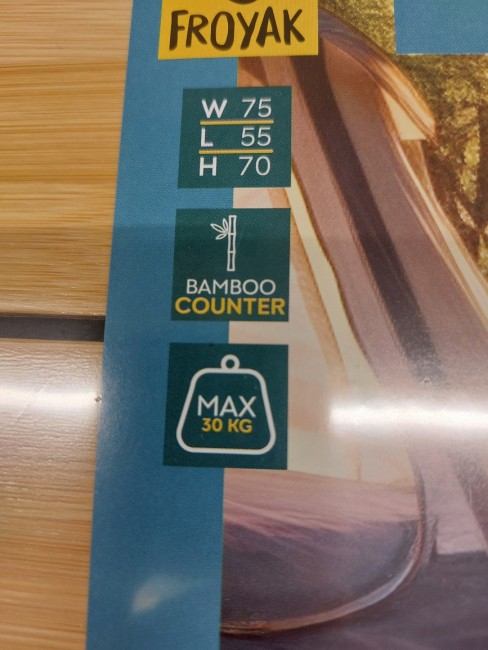 FROYAK
W 75
L 55
H 70
BAMBOO
COUNTER
MAX
30 KG